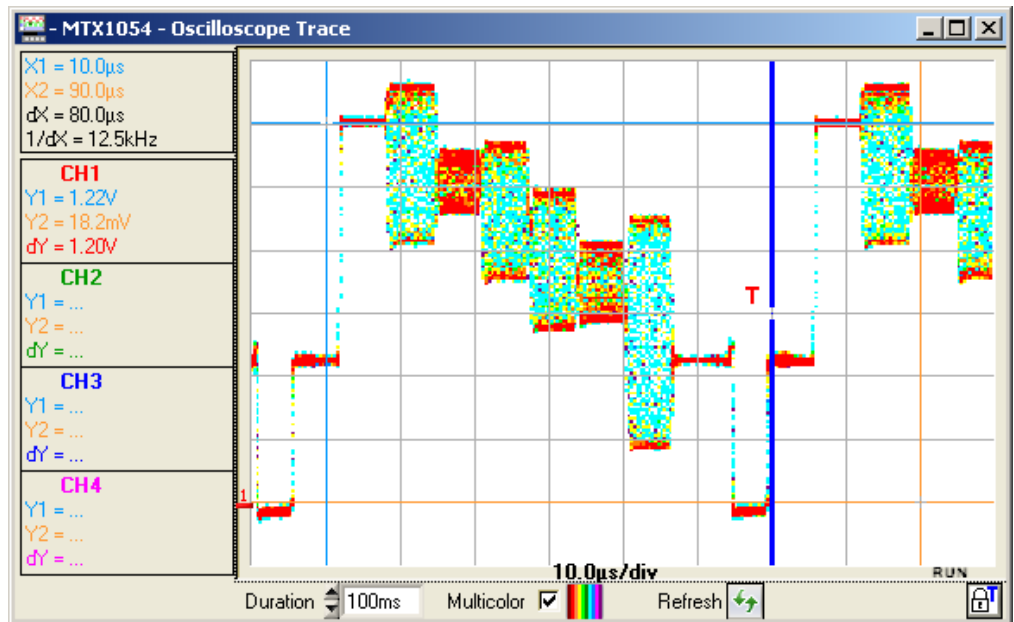 - MTX1054 - Oscilloscope Trace
X1 = 10.0µs
X2 = 90.0µs
dX = 80.0µs
1/dX = 12.5kHz
CH1
Y1 = 1.22V
Y2 = 18.2mV
dY = 1.20V
CH2
Y1 = ...
Y2 = ...
dY = ...
CH3
Y1 = ...
Y2 = ...
dY = ...
CH4
Y1 = ...
Y2 = ...
dY = ...
T
1
10.0µs/div
RUN
Duration 100ms Multicolor Refresh T